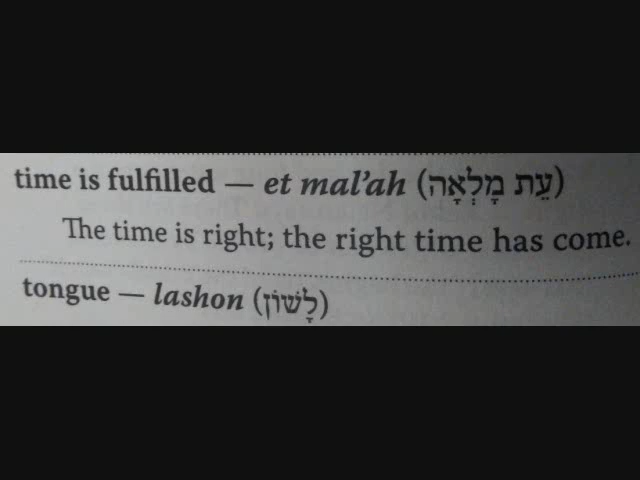 time is fulfilled — et mal’ah (עֵת מָלְאָה)
The time is right; the right time has come.
tongue — lashon (לָשׁוֹן)